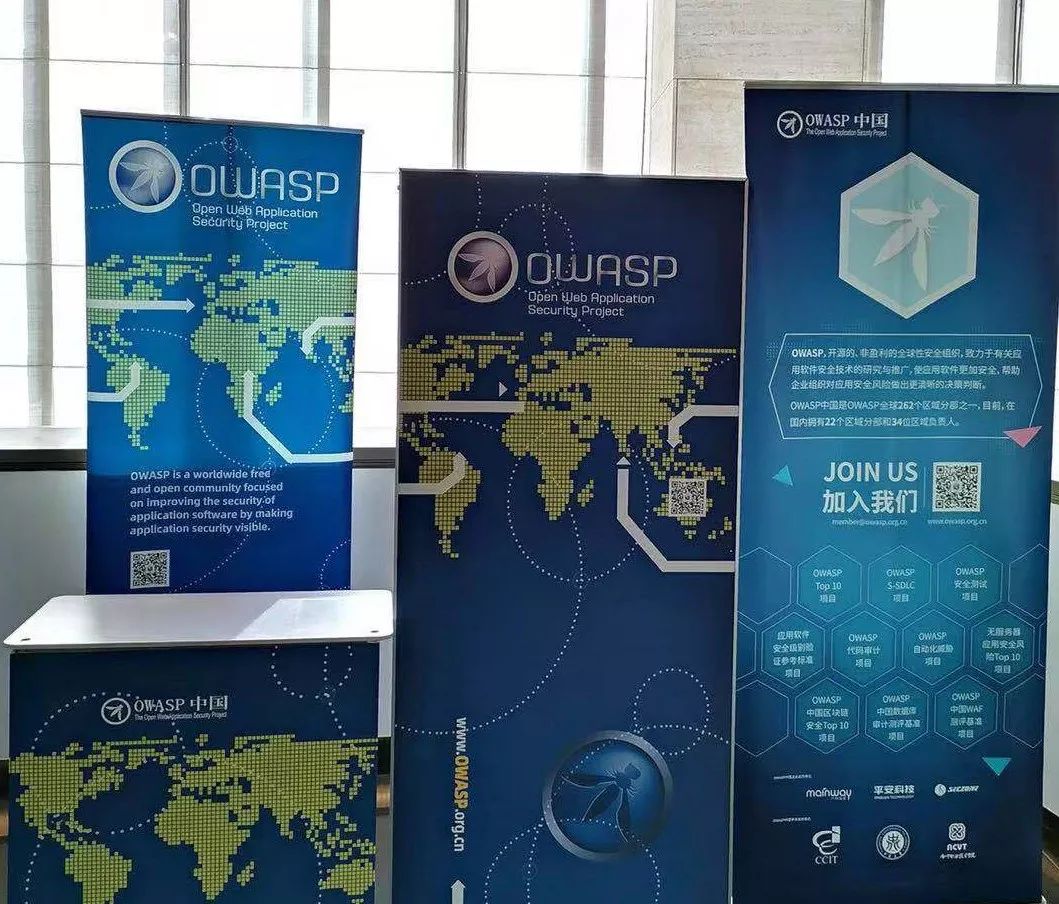 OWASP
Open Web Application
Security Project
OWASP is a worldwide free
and open community focused
on improving the security of
application software by making
application security visible.
OWASP 中国
The Open Web Application Security Project
OWASP
Open Web Application
Security Project
www.OWASP.org.cn
OWASP 中国
The Open Web Application Security Project
OWASP，开源的、非盈利的全球性安全组织，致力于有关应
用软件安全技术的研究与推广，使应用软件更加安全，帮助
企业组织对应用安全风险做出更清晰的决策判断。
OWASP中国是OWASP全球262个区域分部之一，目前，在
国内拥有22个区域分部和34位区域负责人。
JOIN US
加入我们
member@owasp.org.cn
www.owasp.org.cn
OWASP
Top 10
项目
OWASP
S-SDLC
项目
OWASP
安全测试
项目
应用软件
安全级别验
证参考标准
项目
OWASP
代码审计
项目
OWASP
自动化威胁
项目
无服务器
应用安全风
险Top 10
项目
OWASP
中国区块链
安全Top 10
项目
OWASP
中国数据库
审计测评基准
项目
OWASP
中国WAF
测评基准
项目
mainway
平安科技
PINGAN TECHNOLOGY
SECZONE
CCIT
NCVT